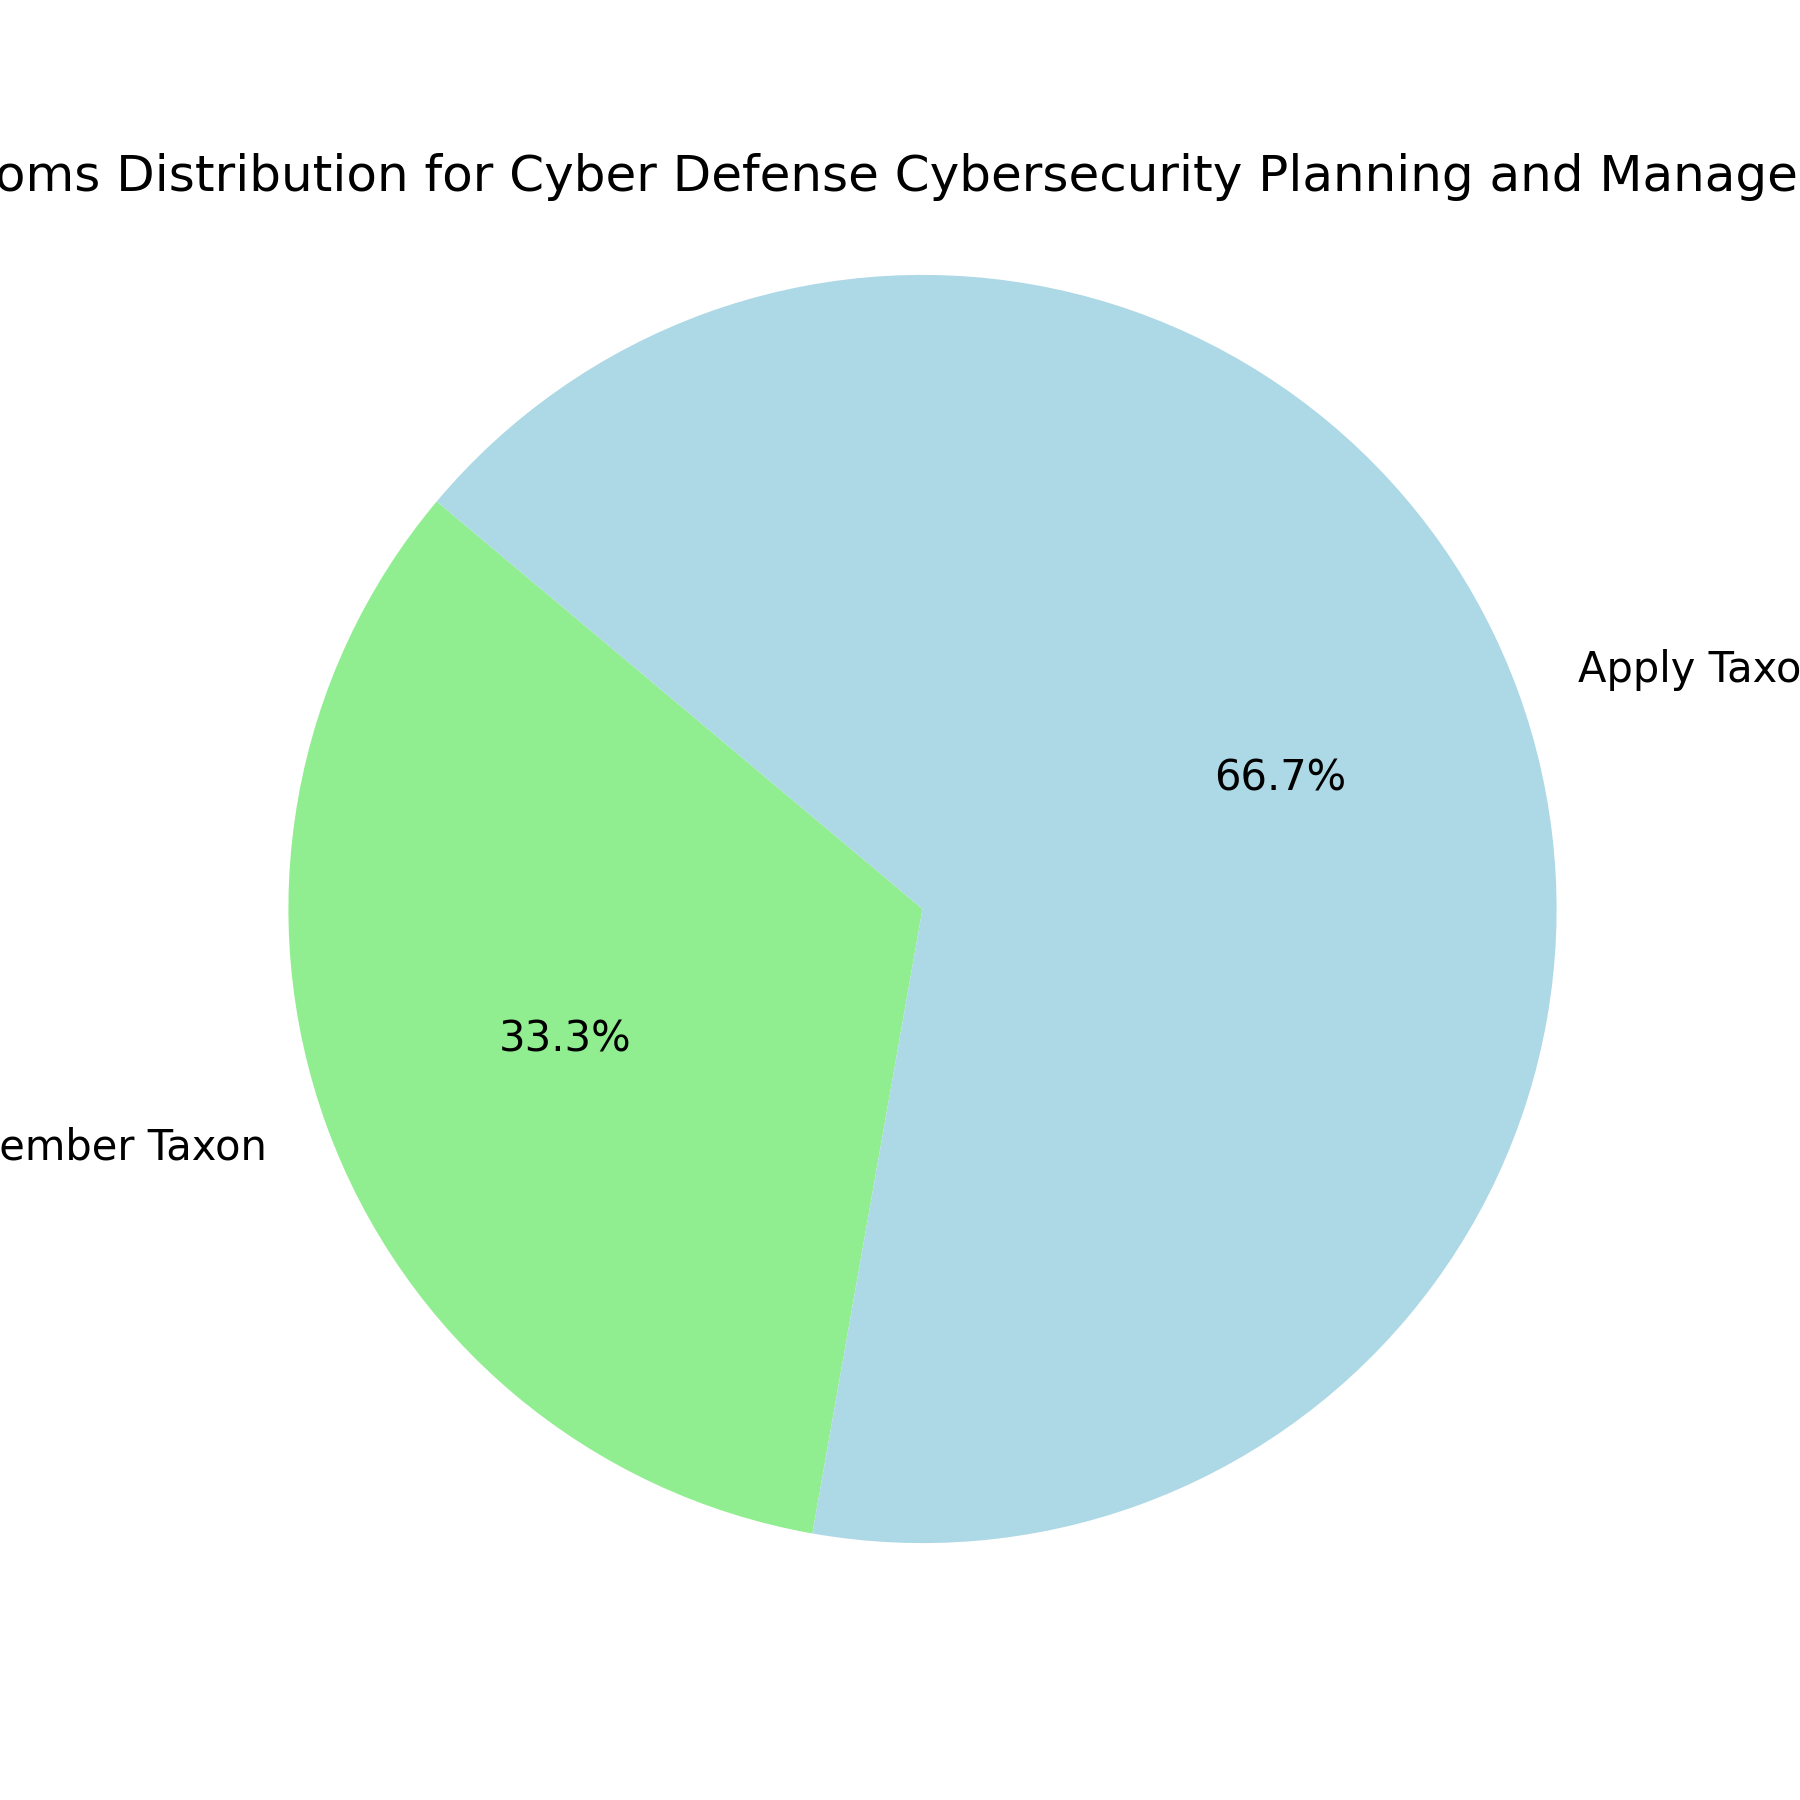 oms Distribution for Cyber Defense Cybersecurity Planning and Manage
Apply Taxo
66.7%
33.3%
ember Taxon